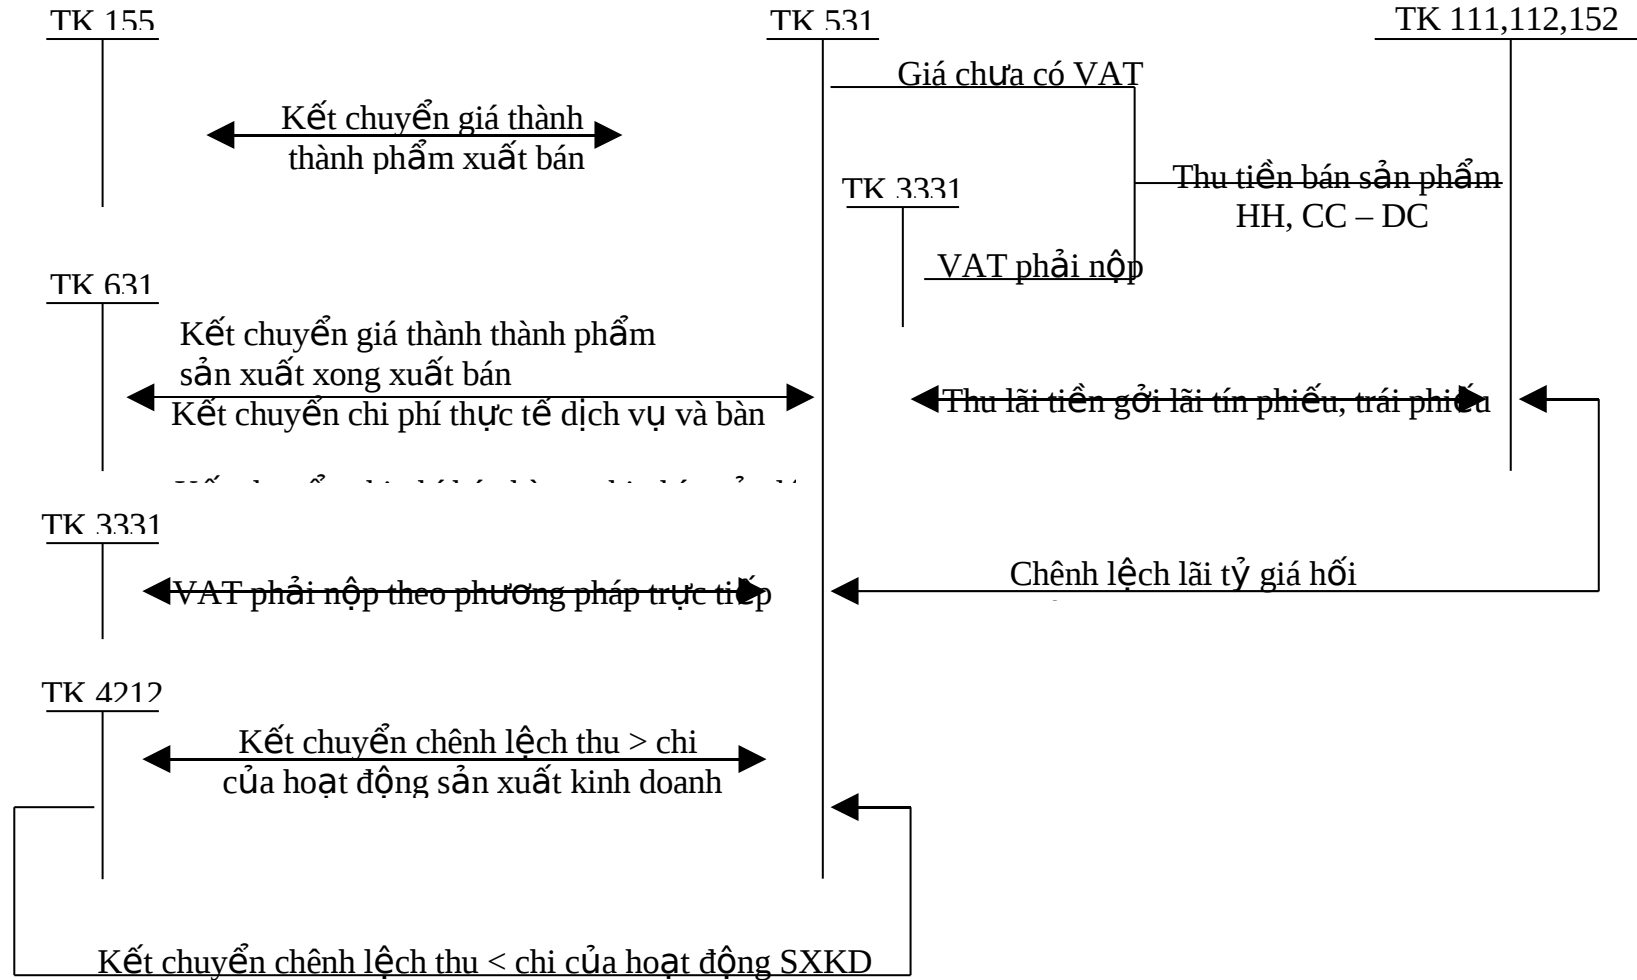 TK 155
TK 531
TK 111,112,152
Giá chưa có VAT
Kết chuyển giá thành
thành phẩm xuất bán
Thu tiền bán sản phẩm
HH, CC – DC
TK 3331
VAT phải nộp
TK 631
Kết chuyển giá thành thành phẩm
sản xuất xong xuất bán
Kết chuyển chi phí thực tế dịch vụ và bàn
Thu lãi tiền gởi lãi tín phiếu, trái phiếu
TK 3331
VAT phải nộp theo phương pháp trực tiếp
Chênh lệch lãi tỷ giá hối
TK 4212
Kết chuyển chênh lệch thu > chi
của hoạt động sản xuất kinh doanh
Kết chuyển chênh lệch thu < chi của hoạt động SXKD